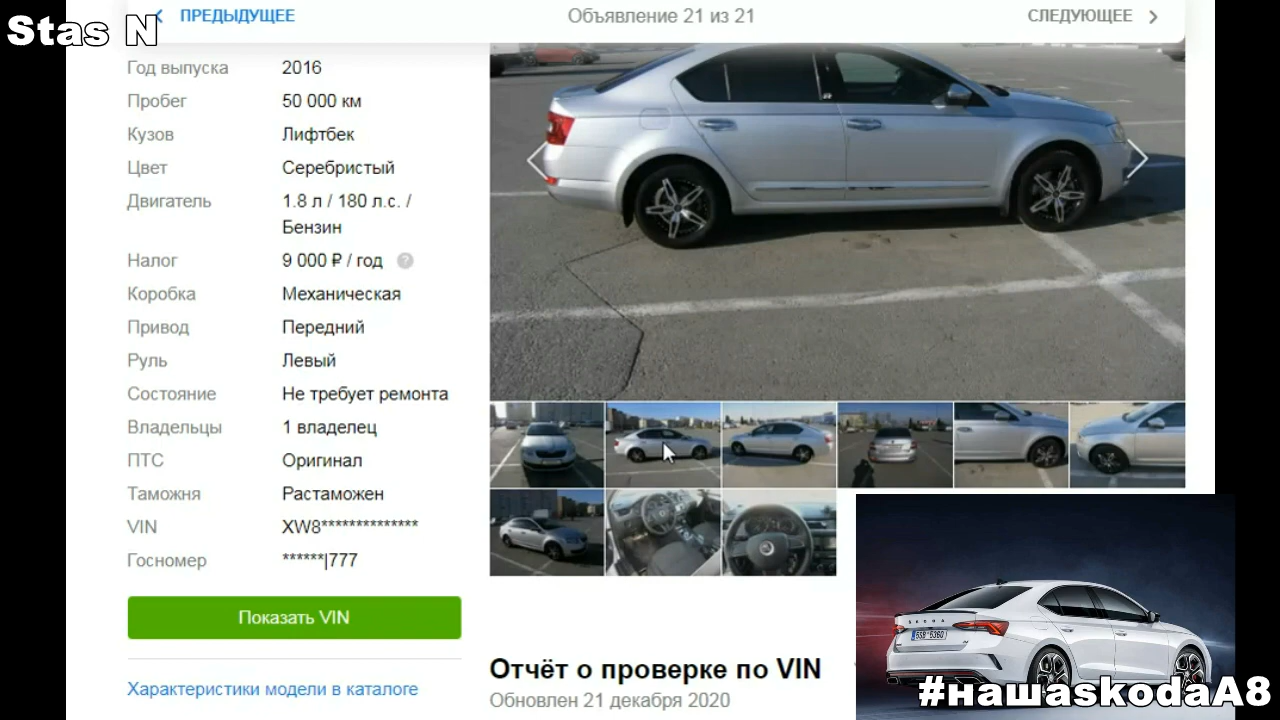 Stas N
ПРЕДЫДУЩЕЕ
Объявление 21 из 21
СЛЕДУЮЩЕЕ
Год выпуска 2016
Пробег 50 000 км
Кузов Лифтбек
Цвет Серебристый
Двигатель 1.8 л / 180 л.с. /
Бензин
Налог 9 000 ₽ / год ?
Коробка Механическая
Привод Передний
Руль Левый
Состояние Не требует ремонта
Владельцы 1 владелец
ПТС Оригинал
Таможня Растаможен
VIN XW8**************
Госномер ******|777
Показать VIN
Характеристики модели в каталоге
Отчёт о проверке по VIN
Обновлен 21 декабря 2020
SKODA
#нашаskodaA8